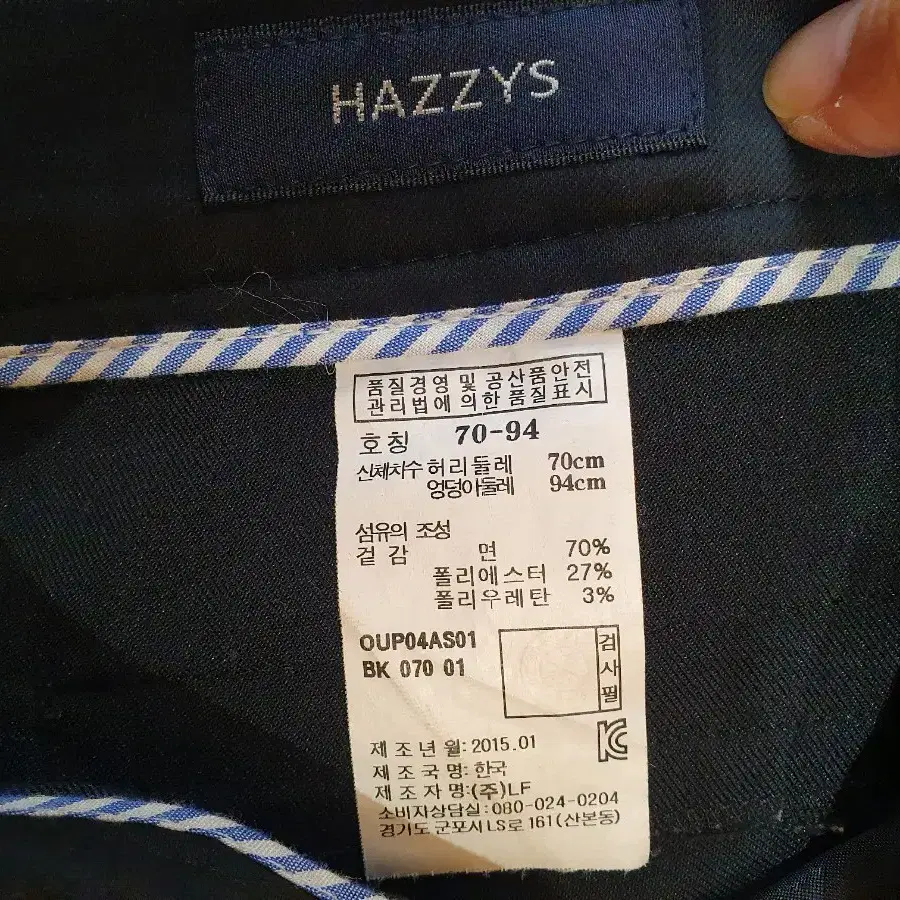 HAZZYS
품질경영 및 공산품안전
관리법에 의한 품질표시
호칭 70-94
신체치수 허리둘레 70cm
엉덩이둘레 94cm
섬유의 조성
겉감 면 70%
폴리에스터 27%
폴리우레탄 3%
OUP04AS01
BK 070 01
검사필
제조년월: 2015.01
제조국명: 한국
제조자명:(주)LF
소비자상담실: 080-024-0204
경기도 군포시 LS로 161(산본동)